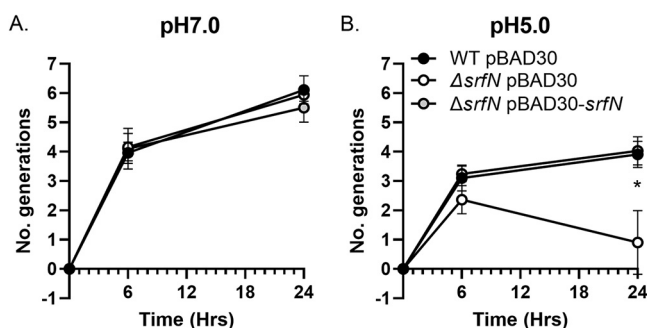 A.
pH7.0
No. generations
7
6
5
4
3
2
1
0
-1
6
12
18
24
Time (Hrs)
B.
pH5.0
WT pBAD30
ΔsrfN pBAD30
ΔsrfN pBAD30-srfN
No. generations
7
6
5
4
3
2
1
0
-1
*
6
12
18
24
Time (Hrs)